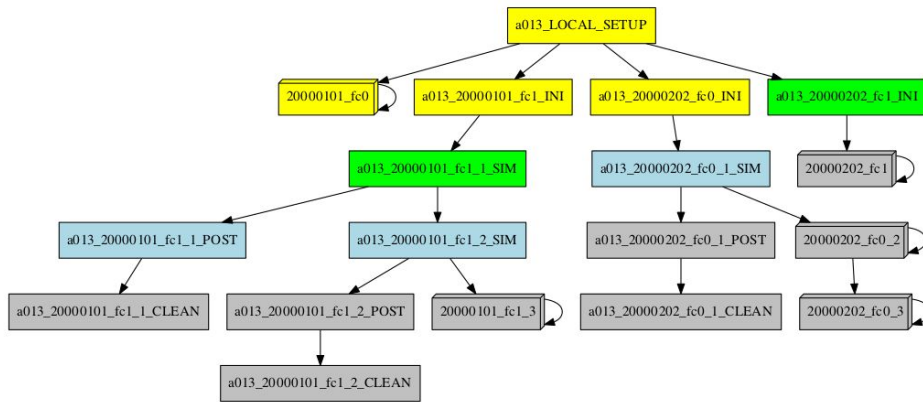 a013_LOCAL_SETUP
20000101_fc0
a013_20000101_fc1_INI
a013_20000202_fc0_INI
a013_20000202_fc1_INI
a013_20000101_fc1_1_SIM
a013_20000202_fc0_1_SIM
20000202_fc1
a013_20000101_fc1_1_POST
a013_20000101_fc1_2_SIM
a013_20000202_fc0_1_POST
20000202_fc0_2
a013_20000101_fc1_1_CLEAN
a013_20000101_fc1_2_POST
20000101_fc1_3
a013_20000202_fc0_1_CLEAN
20000202_fc0_3
a013_20000101_fc1_2_CLEAN